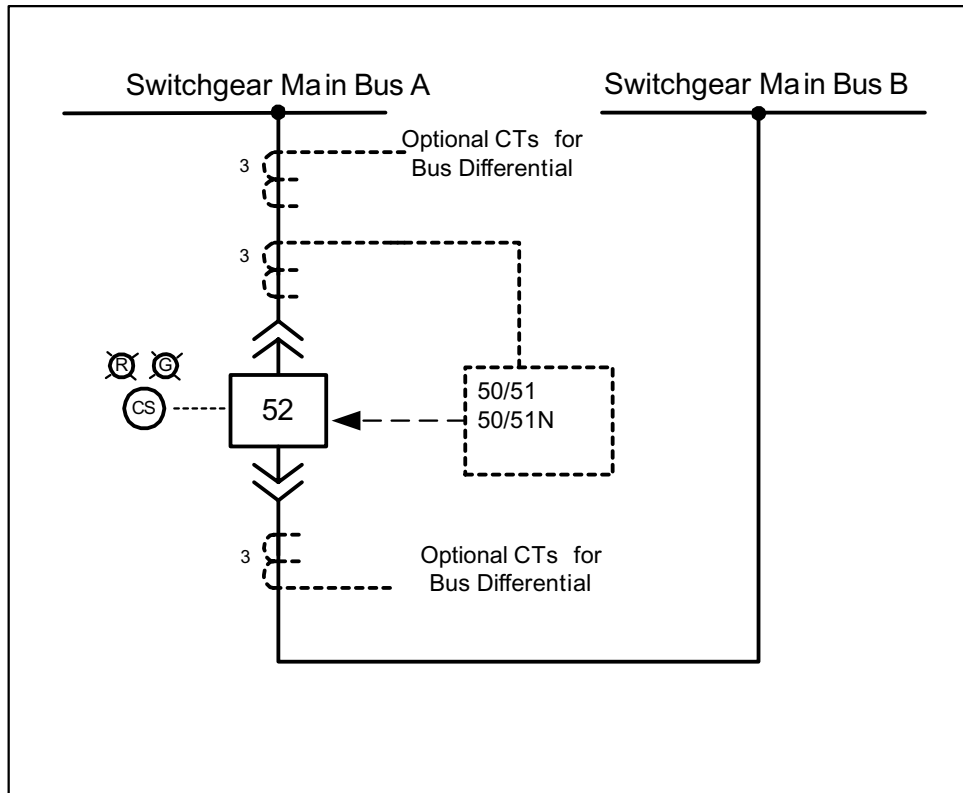 Switchgear Main Bus A
Switchgear Main Bus B
Optional CTs for
Bus Differential
3
3
R
G
CS
52
50/51
50/51N
3
Optional CTs for
Bus Differential